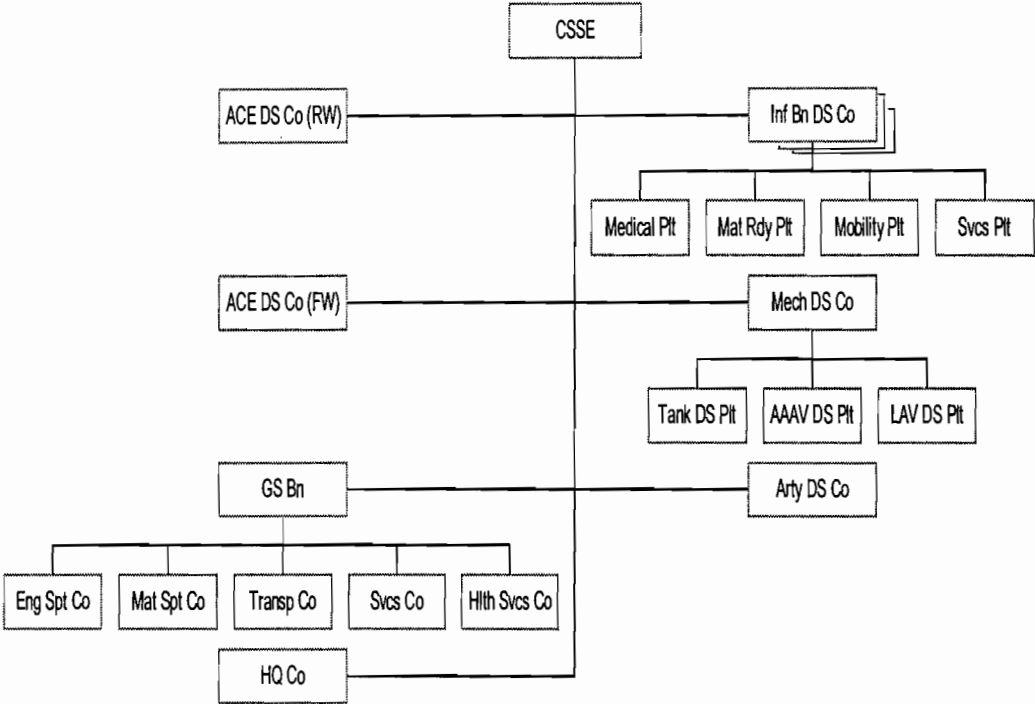 CSSE
ACE DS Co (RW)
Inf Bn DS Co
Medical Plt
Mat Rdy Plt
Mobility Plt
Svcs Plt
ACE DS Co (FW)
Mech DS Co
Tank DS Plt
AAAV DS Plt
LAV DS Plt
GS Bn
Arty DS Co
Eng Spt Co
Mat Spt Co
Transp Co
Svcs Co
Hlth Svcs Co
HQ Co